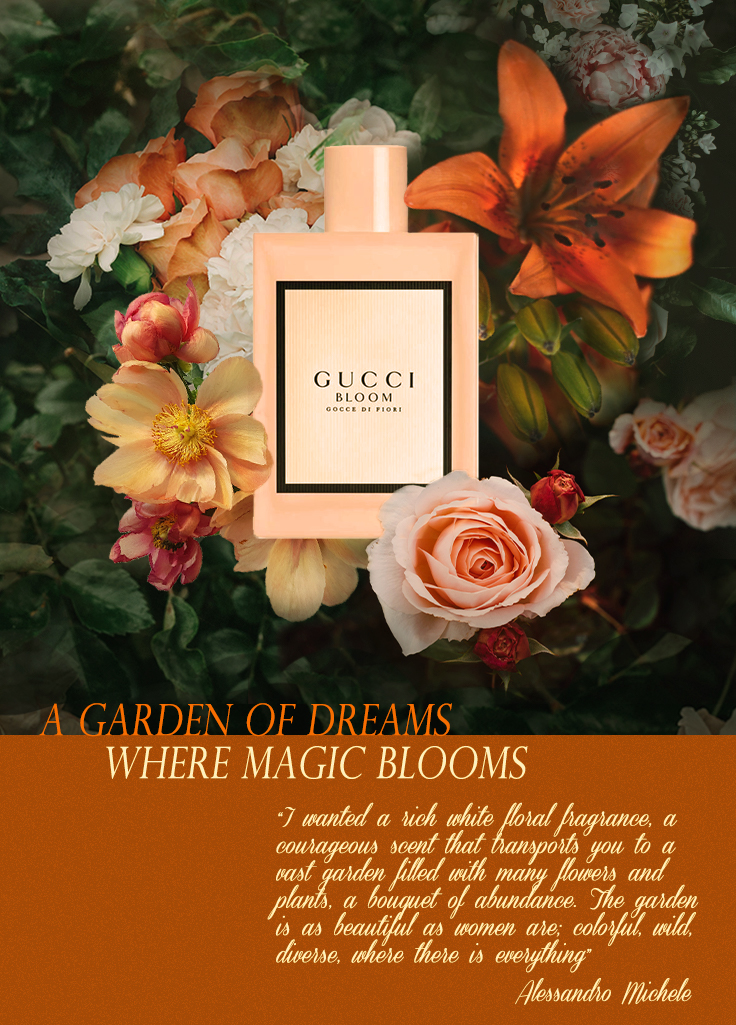 GUCCI
BLOOM
GOCCE DI FIORI
A GARDEN OF DREAMS
WHERE MAGIC BLOOMS
"I wanted a rich white floral fragrance, a
courageous scent that transports you to a
vast garden filled with many flowers and
plants, a bouquet of abundance. The garden
is as beautiful as women are; colorful, wild,
diverse, where there is everything"
Alessandro Michele